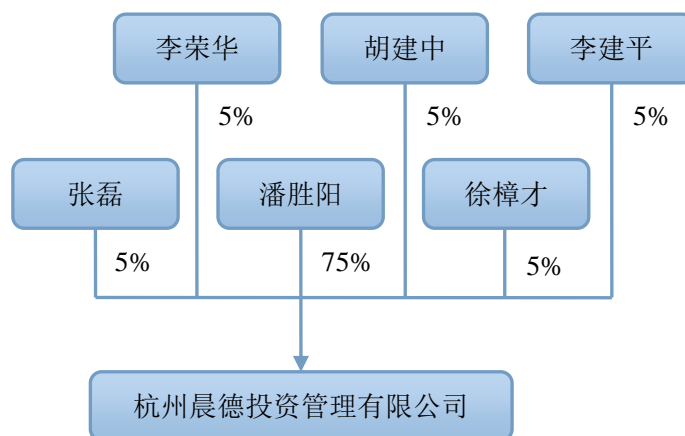 李荣华
胡建中
李建平
5%
5%
5%
张磊
潘胜阳
徐樟才
5%
75%
5%
杭州晨德投资管理有限公司